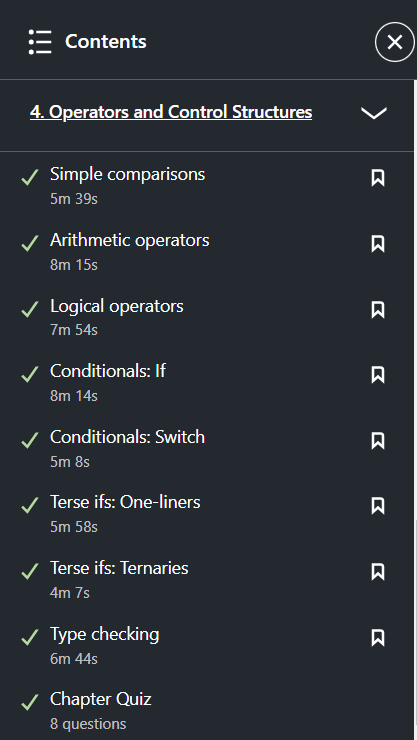 Contents
4. Operators and Control Structures
Simple comparisons
5m 39s
Arithmetic operators
8m 15s
Logical operators
7m 54s
Conditionals: If
8m 14s
Conditionals: Switch
5m 8s
Terse ifs: One-liners
5m 58s
Terse ifs: Ternaries
4m 7s
Type checking
6m 44s
Chapter Quiz
8 questions